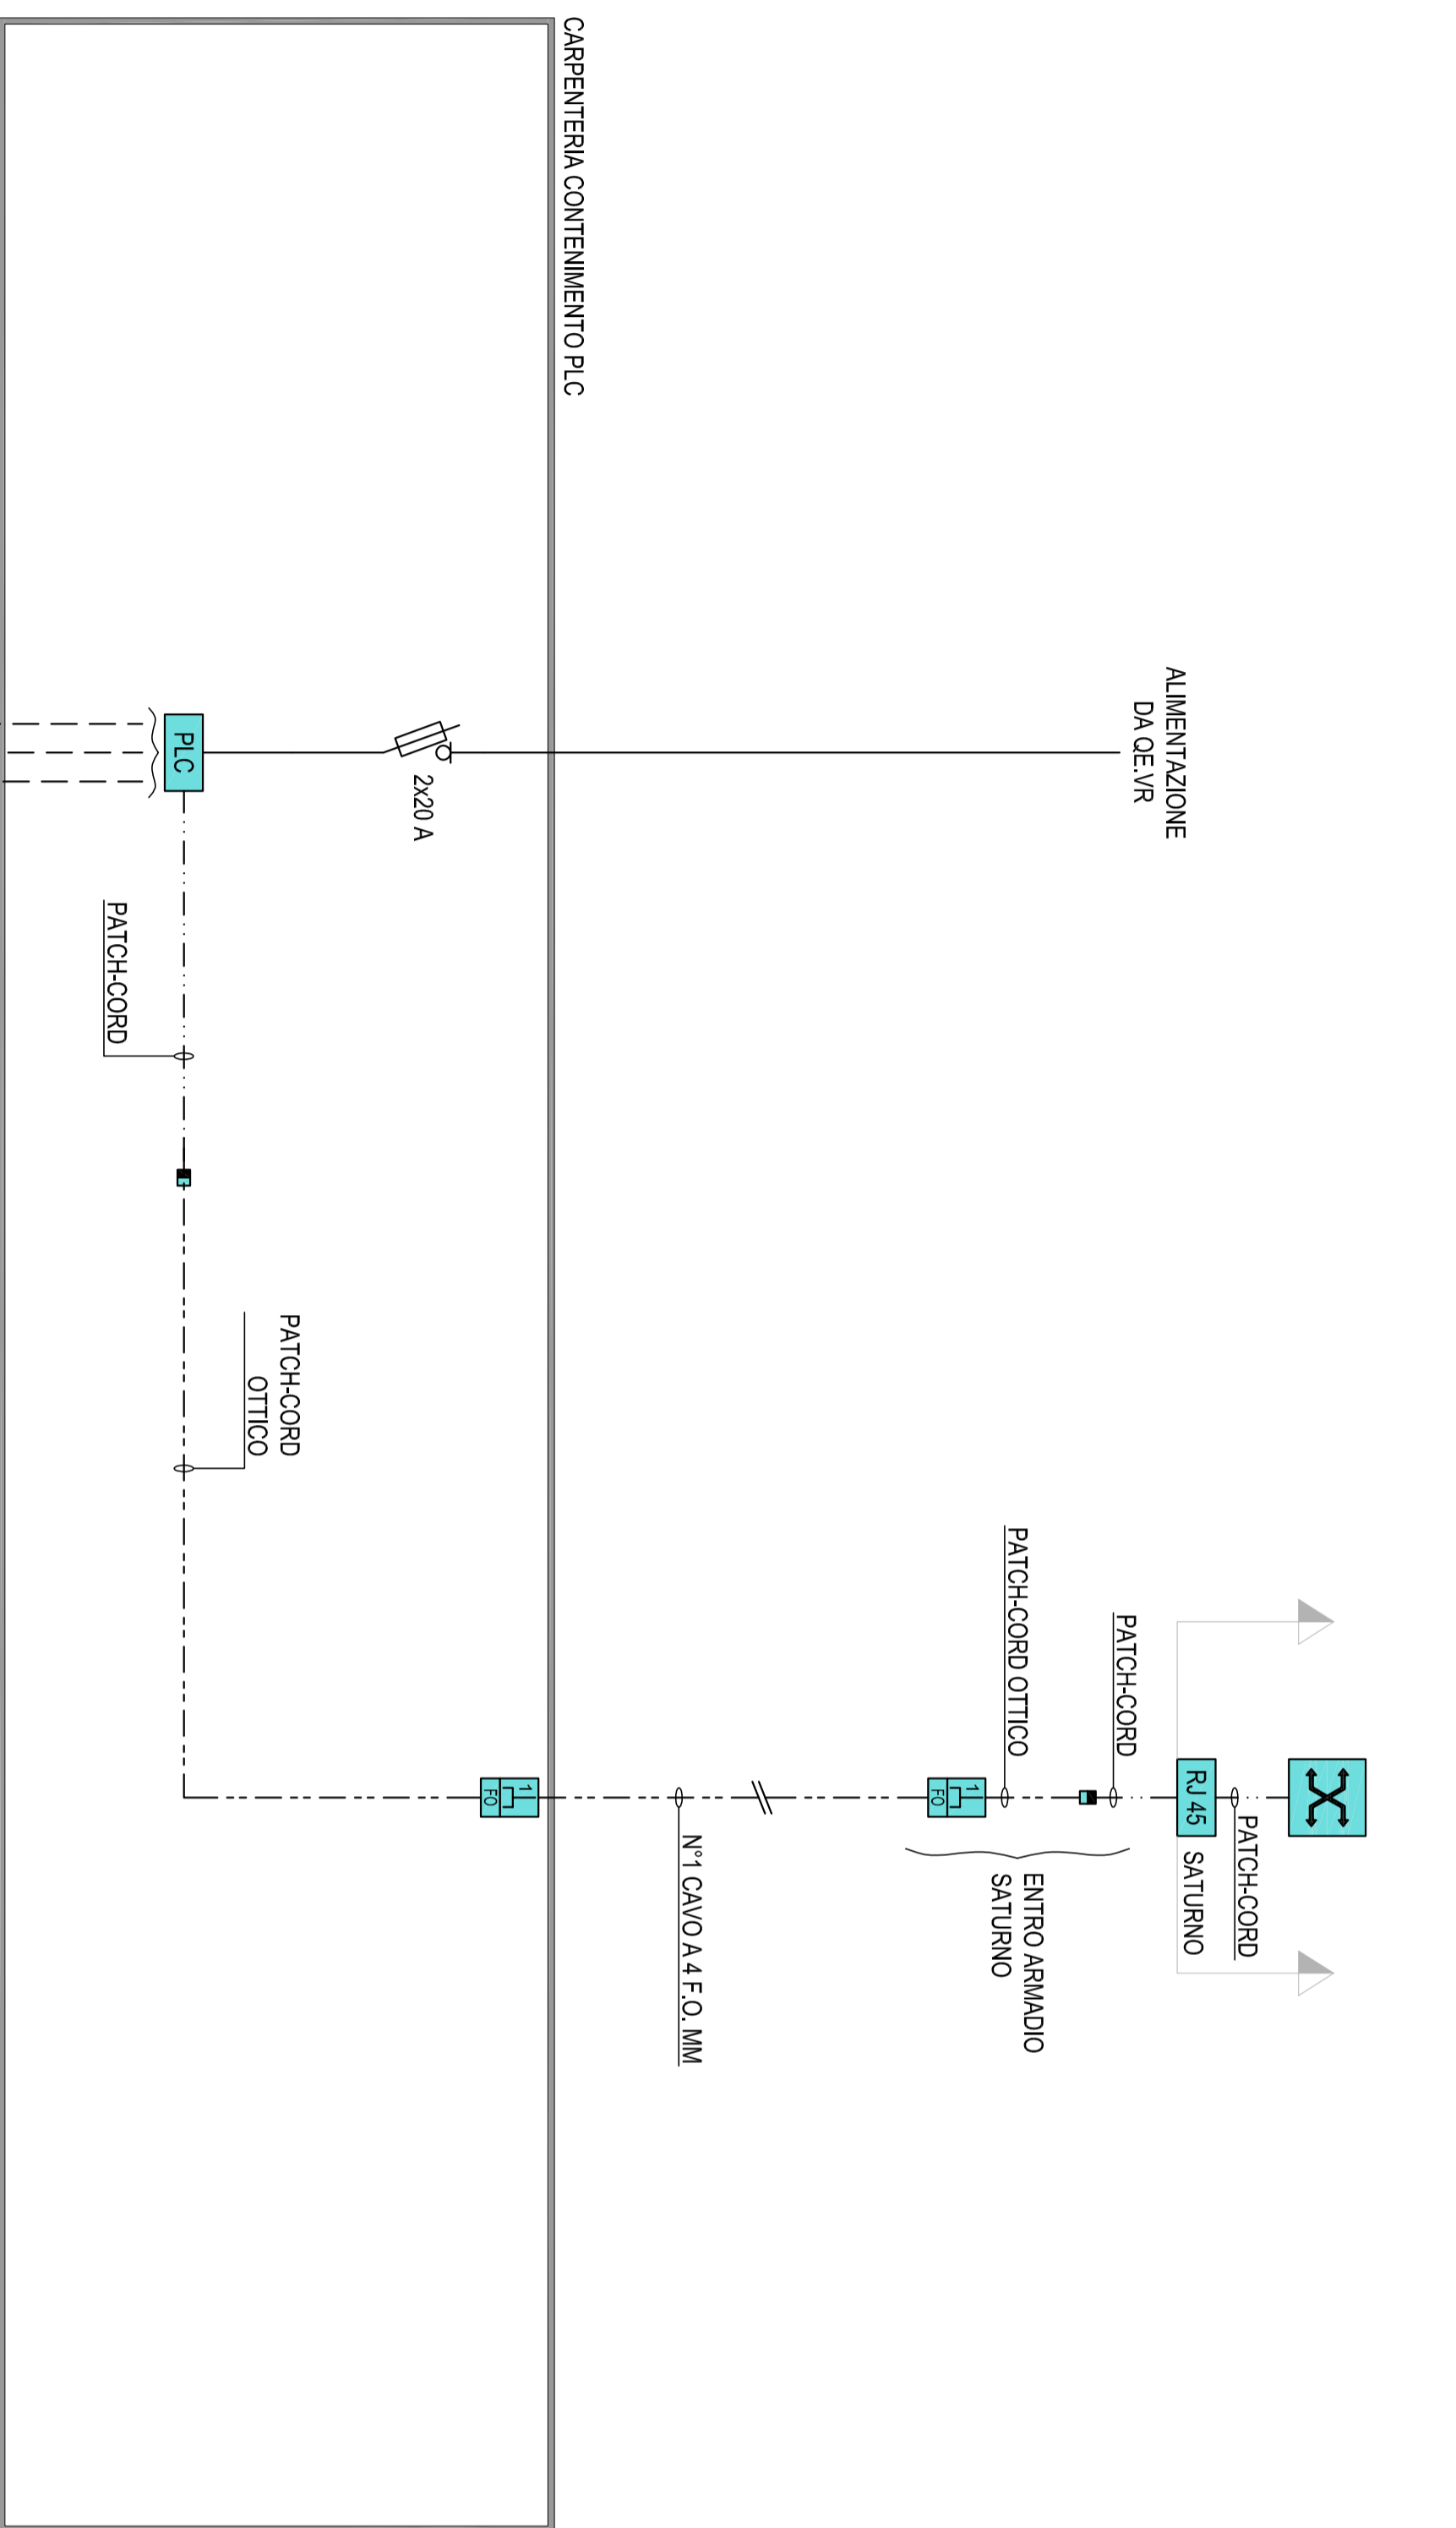 ALIMENTAZIONE
DA QE.VR
PATCH-CORD
RJ 45
SATURNO
PATCH-CORD
PATCH-CORD OTTICO
ENTRO ARMADIO
SATURNO
1
FO
N°1 CAVO A 4 F.O. MM
CARPENTERIA CONTENIMENTO PLC
1
FO
2x20 A
PATCH-CORD
OTTICO
PLC
PATCH-CORD